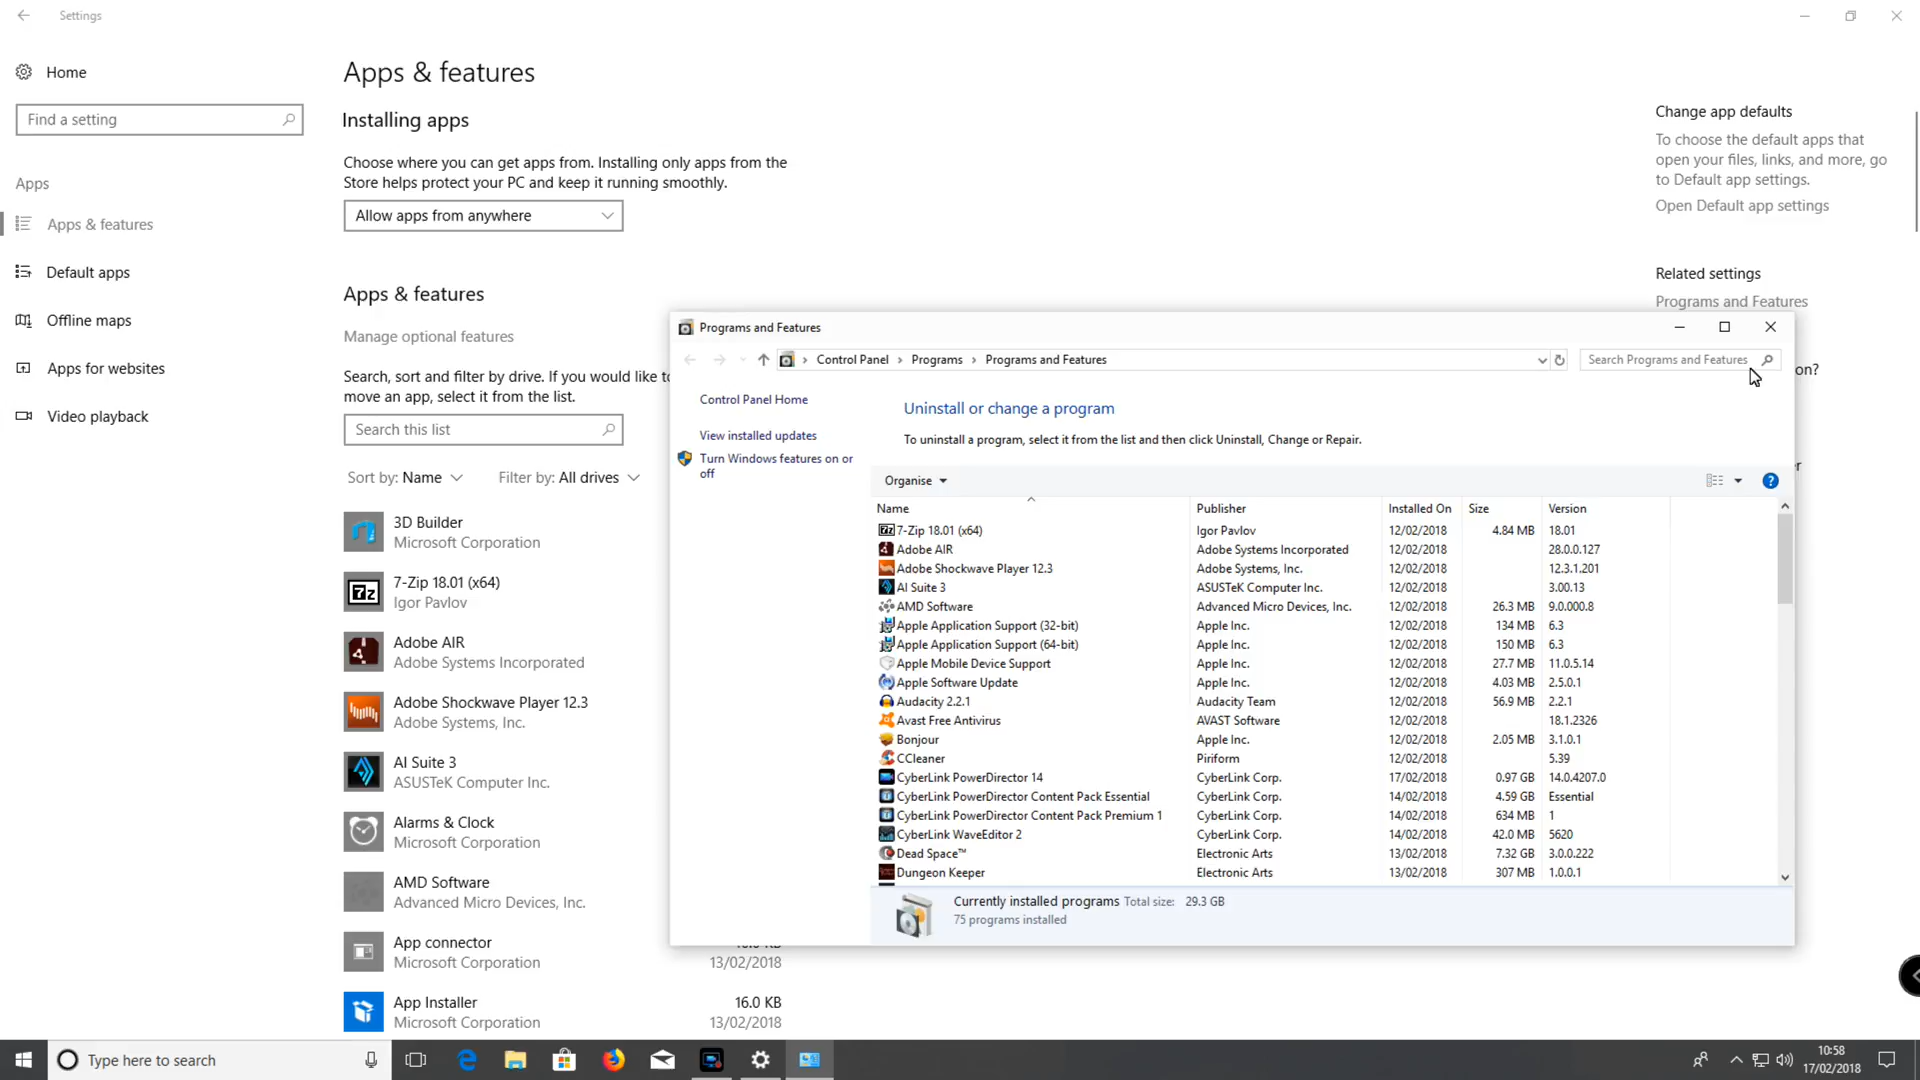 Settings
Home
Find a setting
Apps
Apps & features
Default apps
Offline maps
Apps for websites
Video playback
Apps & features
Installing apps
Choose where you can get apps from. Installing only apps from the
Store helps protect your PC and keep it running smoothly.
Allow apps from anywhere
Apps & features
Manage optional features
Search, sort and filter by drive. If you would like to
move an app, select it from the list.
Search this list
Sort by: Name
Filter by: All drives
3D Builder
Microsoft Corporation
7-Zip 18.01 (x64)
Igor Pavlov
Adobe AIR
Adobe Systems Incorporated
Adobe Shockwave Player 12.3
Adobe Systems, Inc.
AI Suite 3
ASUSTeK Computer Inc.
Alarms & Clock
Microsoft Corporation
AMD Software
Advanced Micro Devices, Inc.
App connector
Microsoft Corporation
13/02/2018
App Installer 16.0 KB
Microsoft Corporation 13/02/2018
Change app defaults
To choose the default apps that
open your files, links, and more, go
to Default app settings.
Open Default app settings
Related settings
Programs and Features
on?
r
Programs and Features
Control Panel > Programs > Programs and Features
Search Programs and Features
Control Panel Home
View installed updates
Turn Windows features on or
off
Uninstall or change a program
To uninstall a program, select it from the list and then click Uninstall, Change or Repair.
Organise
Name Publisher Installed On Size Version
7-Zip 18.01 (x64) Igor Pavlov 12/02/2018 4.84 MB 18.01
Adobe AIR Adobe Systems Incorporated 12/02/2018 28.0.0.127
Adobe Shockwave Player 12.3 Adobe Systems, Inc. 12/02/2018 12.3.1.201
AI Suite 3 ASUSTeK Computer Inc. 12/02/2018 3.00.13
AMD Software Advanced Micro Devices, Inc. 12/02/2018 26.3 MB 9.0.000.8
Apple Application Support (32-bit) Apple Inc. 12/02/2018 134 MB 6.3
Apple Application Support (64-bit) Apple Inc. 12/02/2018 150 MB 6.3
Apple Mobile Device Support Apple Inc. 12/02/2018 27.7 MB 11.0.5.14
Apple Software Update Apple Inc. 12/02/2018 4.03 MB 2.5.0.1
Audacity 2.2.1 Audacity Team 12/02/2018 56.9 MB 2.2.1
Avast Free Antivirus AVAST Software 12/02/2018 18.1.2326
Bonjour Apple Inc. 12/02/2018 2.05 MB 3.1.0.1
CCleaner Piriform 12/02/2018 5.39
CyberLink PowerDirector 14 CyberLink Corp. 17/02/2018 0.97 GB 14.0.4207.0
CyberLink PowerDirector Content Pack Essential CyberLink Corp. 14/02/2018 4.59 GB Essential
CyberLink PowerDirector Content Pack Premium 1 CyberLink Corp. 14/02/2018 634 MB 1
CyberLink WaveEditor 2 CyberLink Corp. 14/02/2018 42.0 MB 5620
Dead Space™ Electronic Arts 13/02/2018 7.32 GB 3.0.0.222
Dungeon Keeper Electronic Arts 13/02/2018 307 MB 1.0.0.1
Currently installed programs Total size: 29.3 GB
75 programs installed
Type here to search
10:58
17/02/2018